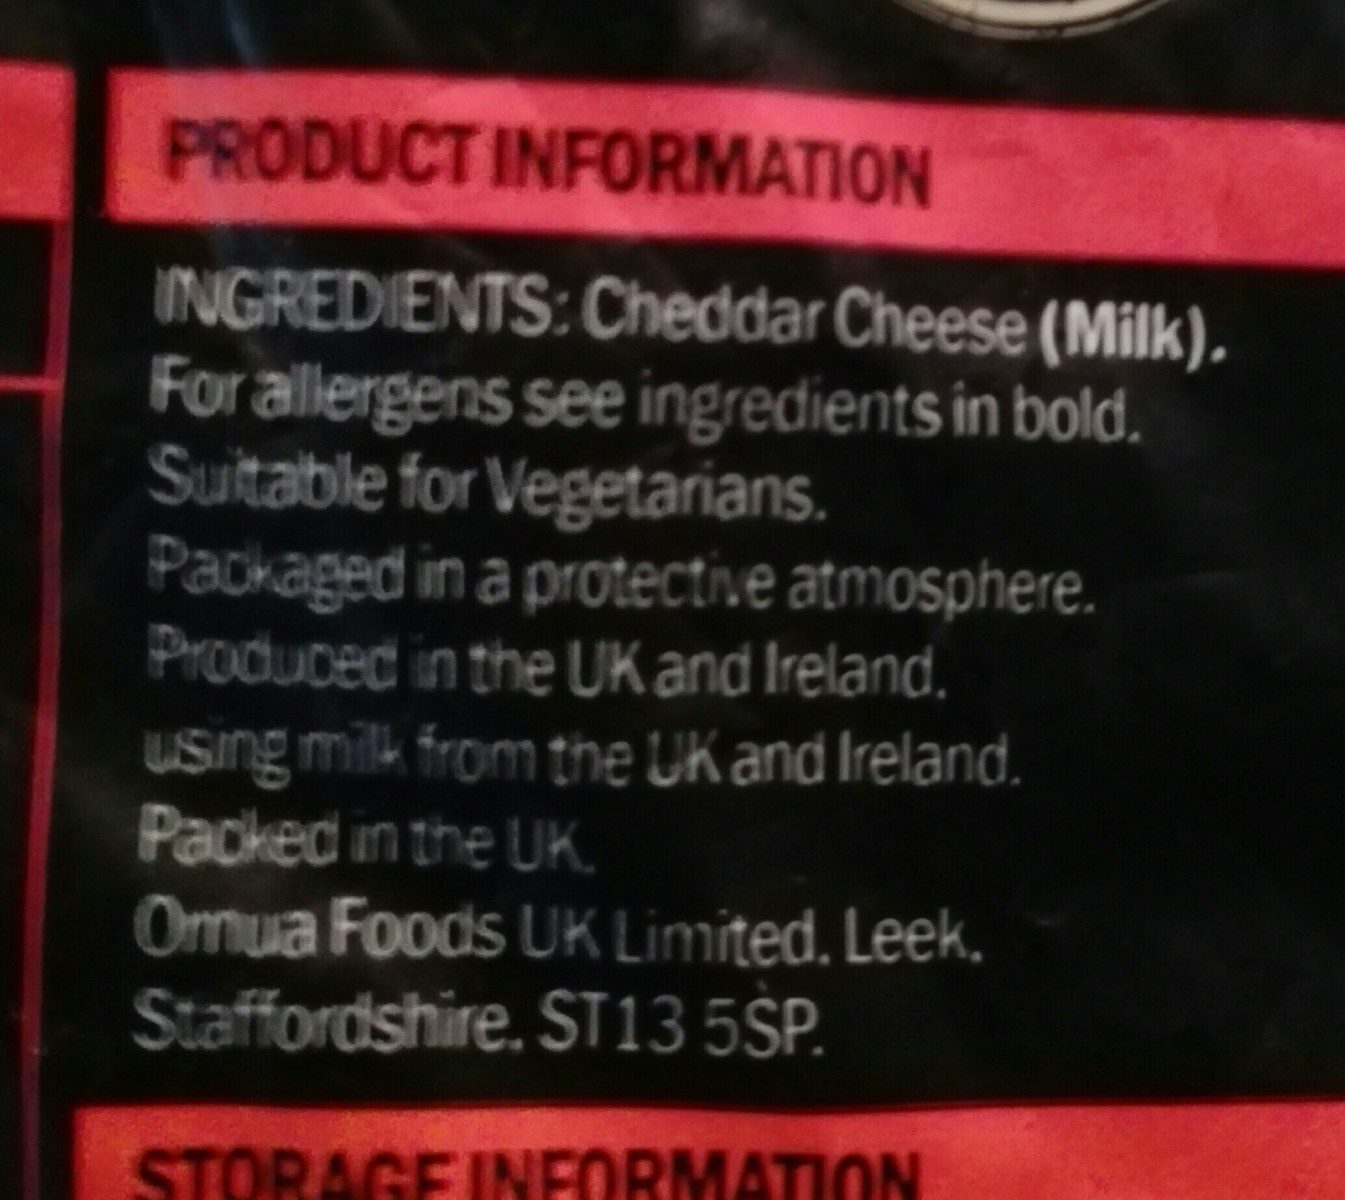 PRODUCT INFORMATION
INGREDIENTS: Cheddar Cheese (Milk).
For allergens see ingredients in bold.
Suitable for Vegetarians.
Packaged in a protective atmosphere.
Produced in the UK and Ireland.
using milk from the UK and Ireland.
Packed in the UK.
Ornua Foods UK Limited. Leek.
Staffordshire. ST13 5SP.
STORAGE INFORMATION